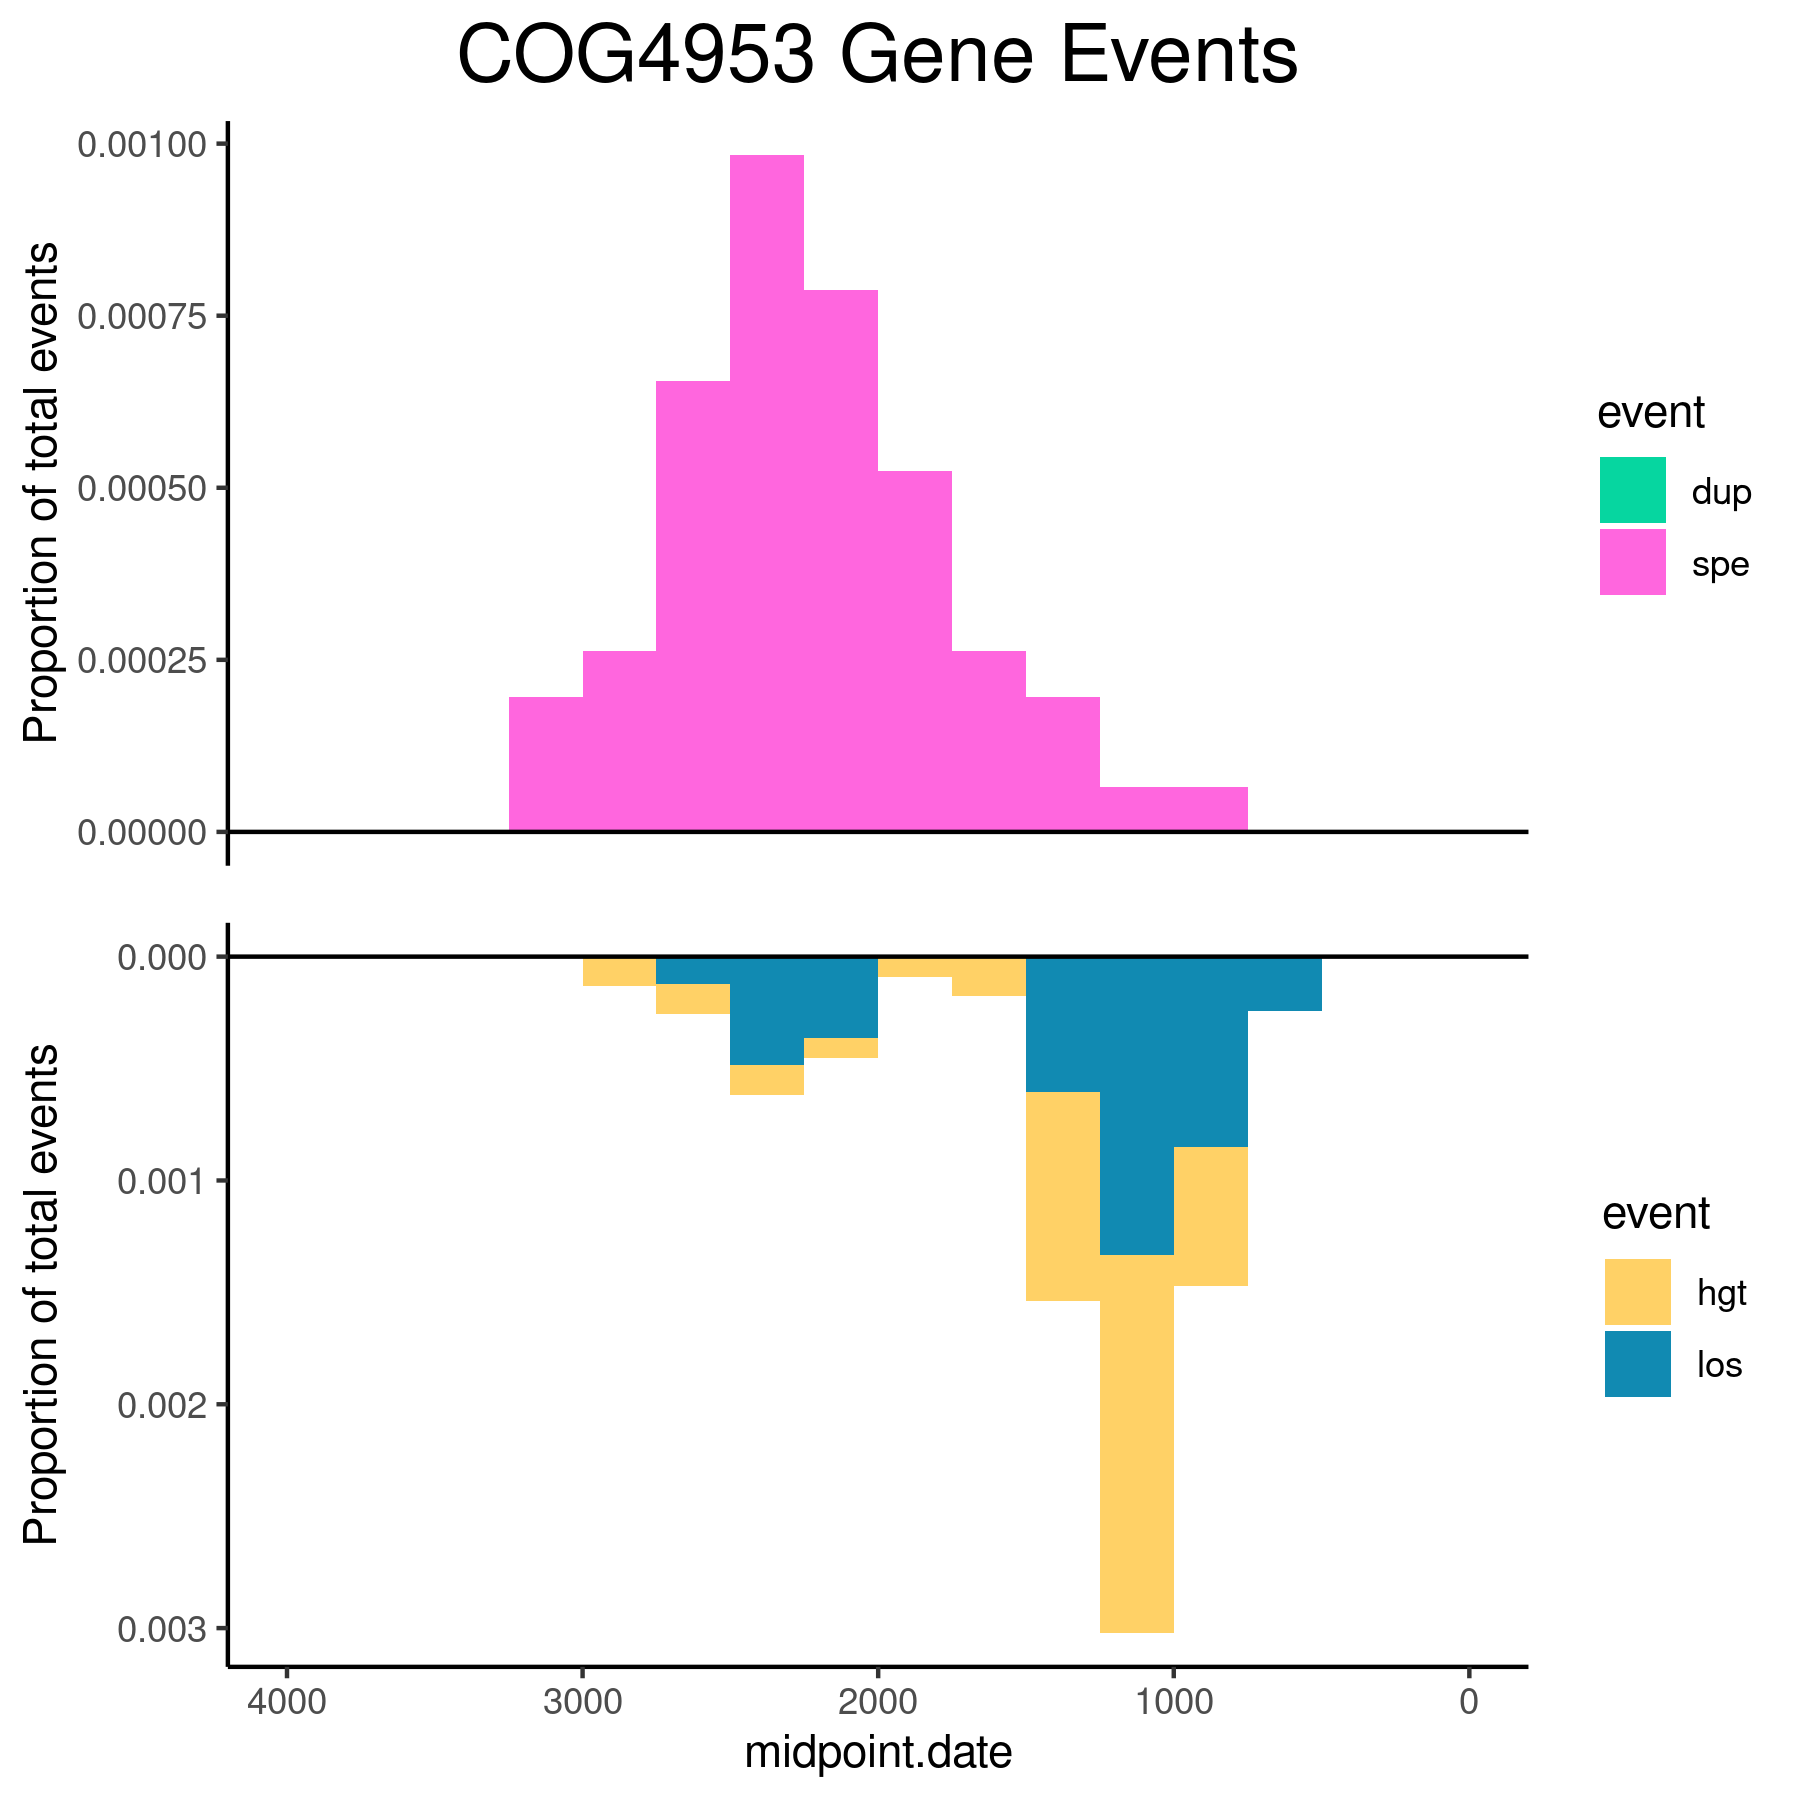 COG4953 Gene Events
Proportion of total events
0.00100
0.00075
0.00050
0.00025
0.00000
event
dup
spe
Proportion of total events
0.000
0.001
0.002
0.003
event
hgt
los
4000 3000 2000 1000 0
midpoint.date